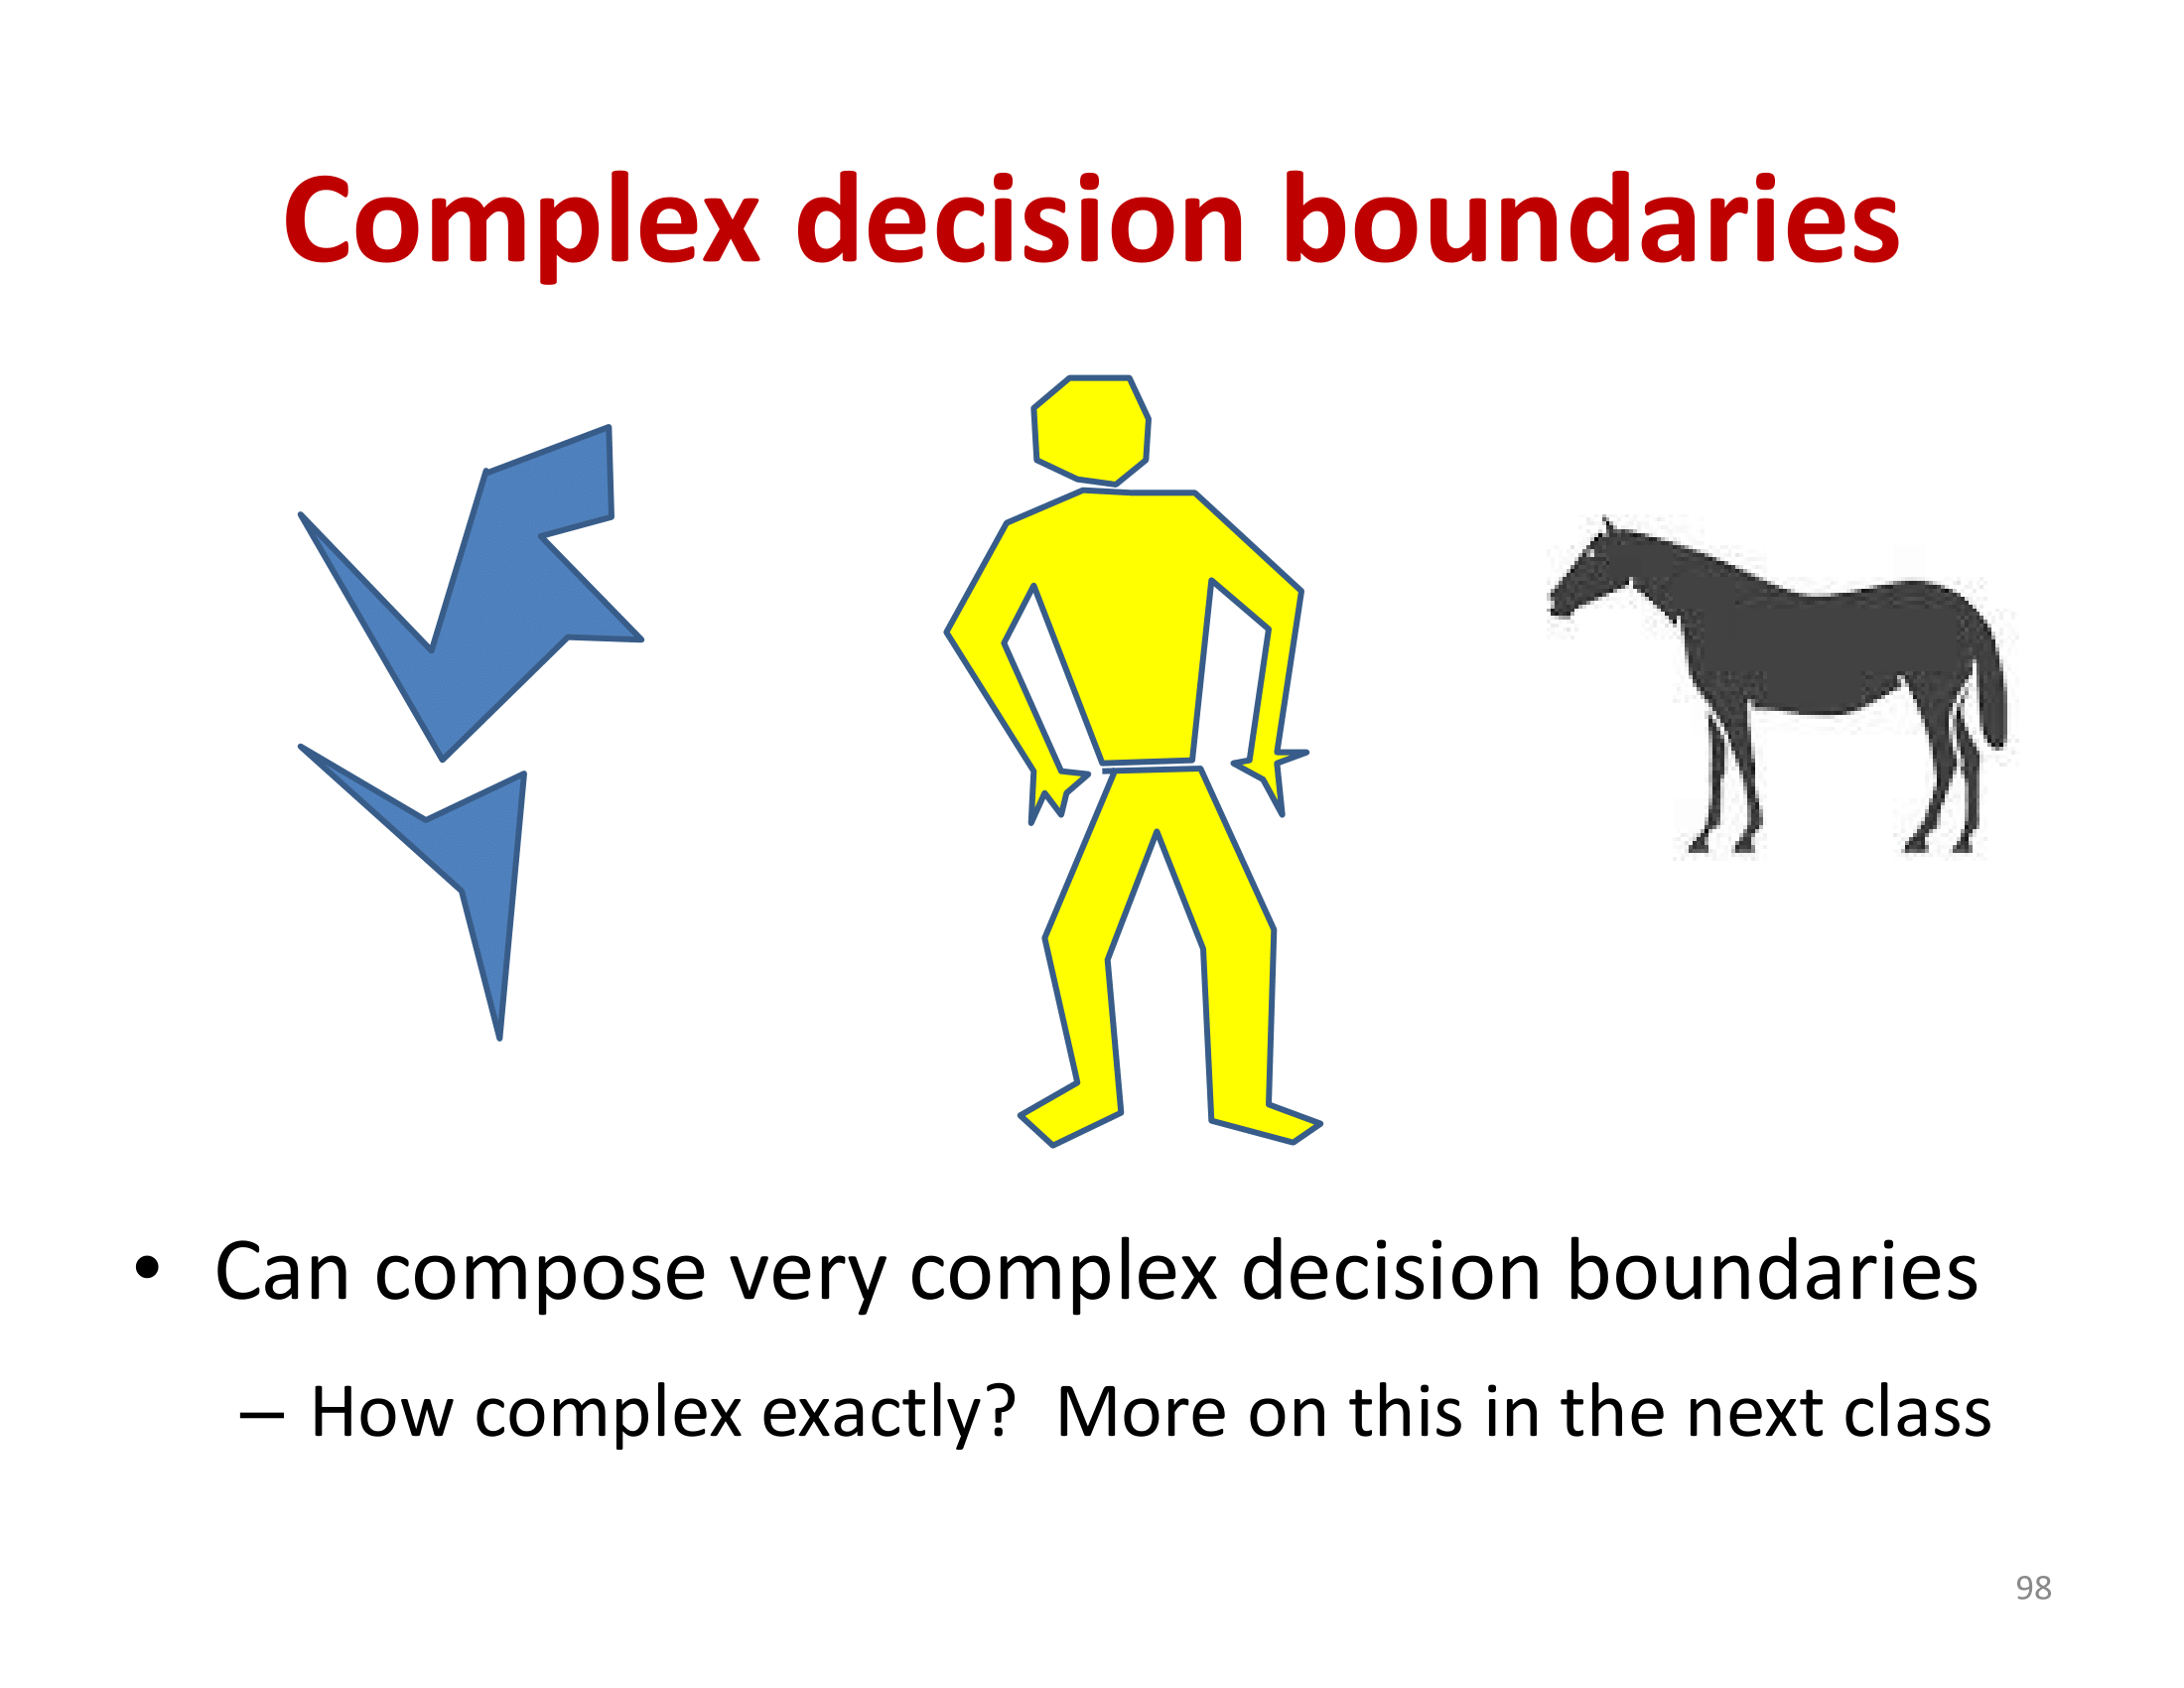 Complex decision boundaries
• Can compose very complex decision boundaries
– How complex exactly?  More on this in the next class
98